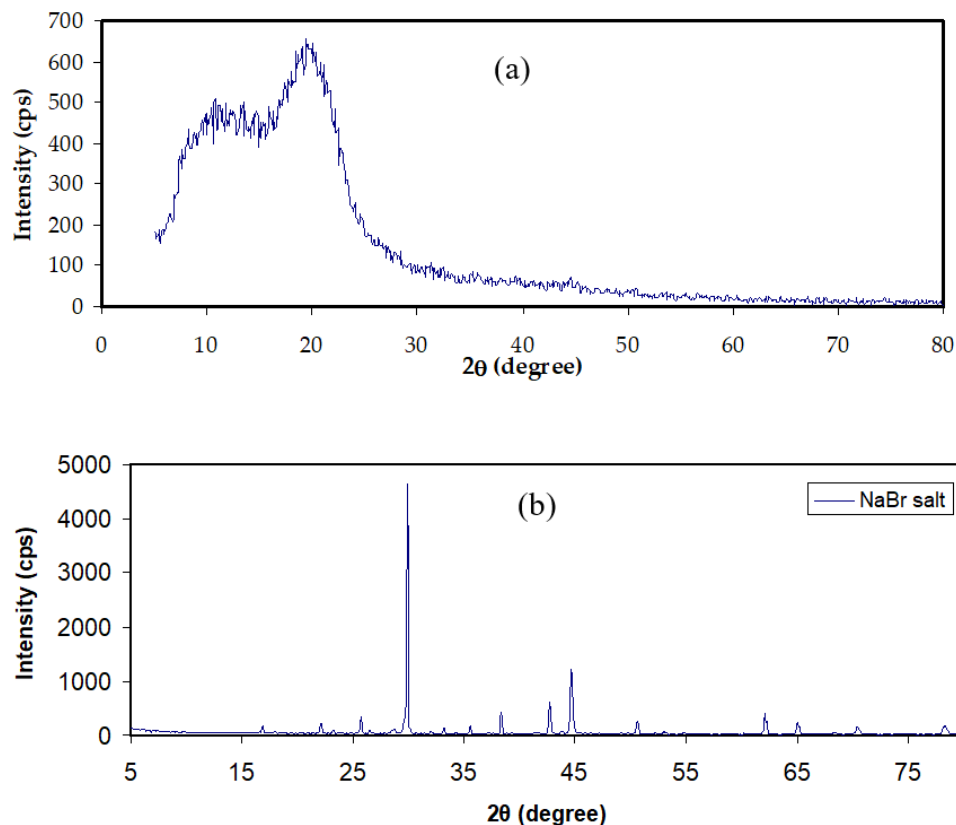 700
600
500
400
300
200
100
0
Intensity (cps)
(a)
0 10 20 30 40 50 60 70 80
2θ (degree)
5000
4000
3000
2000
1000
0
Intensity (cps)
(b)
NaBr salt
5 15 25 35 45 55 65 75
2θ (degree)